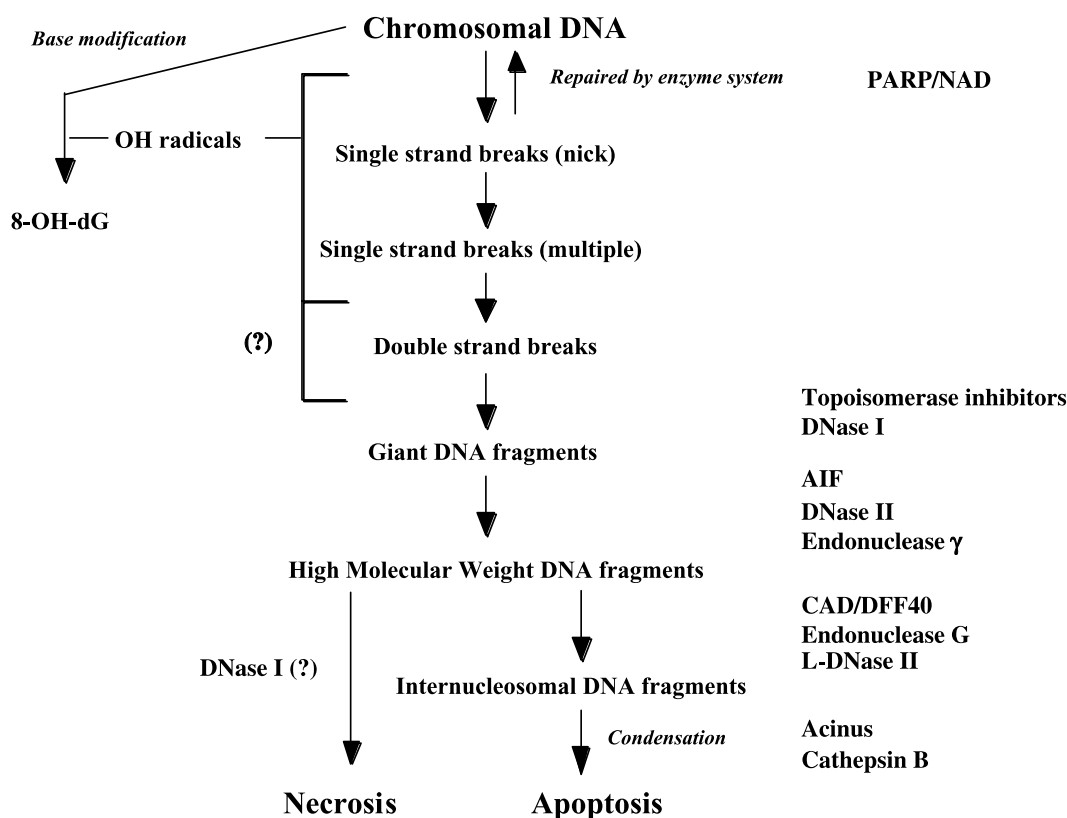 Chromosomal DNA
Base modification
Repaired by enzyme system
PARP/NAD
OH radicals
Single strand breaks (nick)
8-OH-dG
Single strand breaks (multiple)
(?)
Double strand breaks
Topoisomerase inhibitors
DNase I
Giant DNA fragments
AIF
DNase II
Endonuclease γ
High Molecular Weight DNA fragments
CAD/DFF40
Endonuclease G
L-DNase II
DNase I (?)
Internucleosomal DNA fragments
Condensation
Acinus
Cathepsin B
Necrosis
Apoptosis